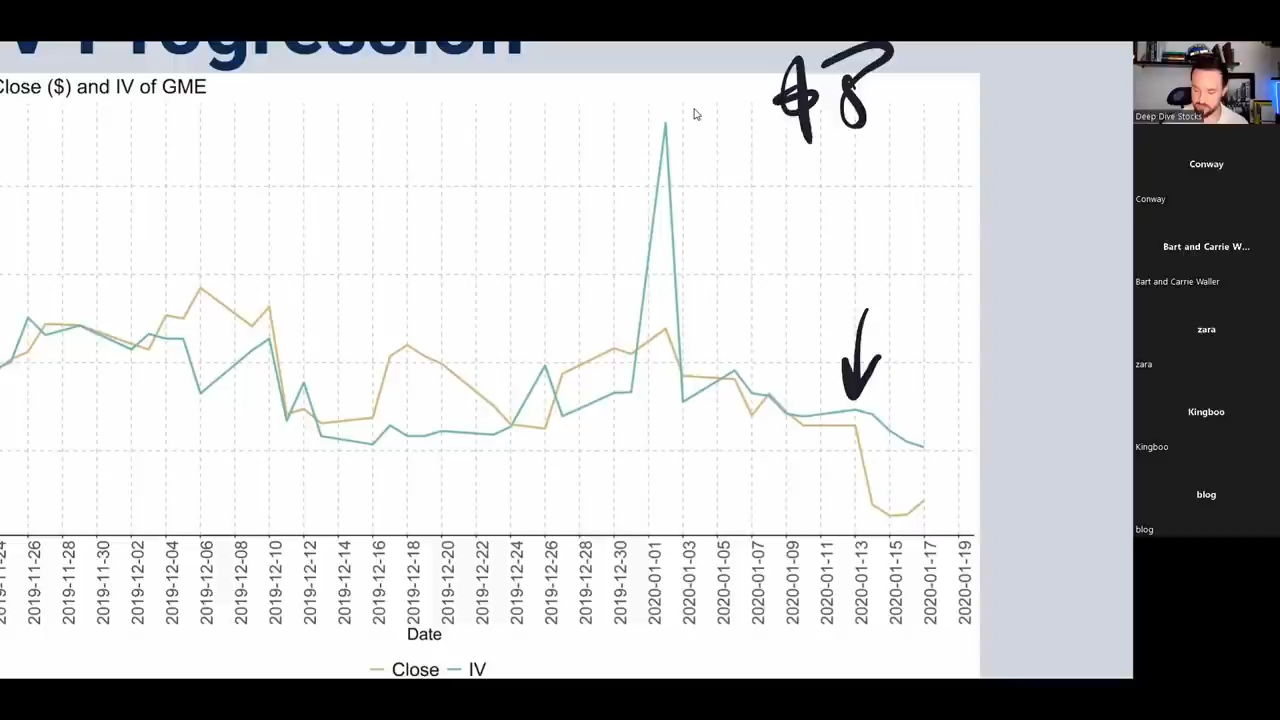 V Progression
Close ($) and IV of GME
$8
Deep Dive Stocks
Conway
Conway
Bart and Carrie W...
Bart and Carrie Waller
zara
zara
Kingboo
Kingboo
blog
blog
2019-11-26
2019-11-28
2019-11-30
2019-12-02
2019-12-04
2019-12-06
2019-12-08
2019-12-10
2019-12-12
2019-12-14
2019-12-16
2019-12-18
2019-12-20
2019-12-22
2019-12-24
2019-12-26
2019-12-28
2019-12-30
2020-01-01
2020-01-03
2020-01-05
2020-01-07
2020-01-09
2020-01-11
2020-01-13
2020-01-15
2020-01-17
2020-01-19
Date
Close IV